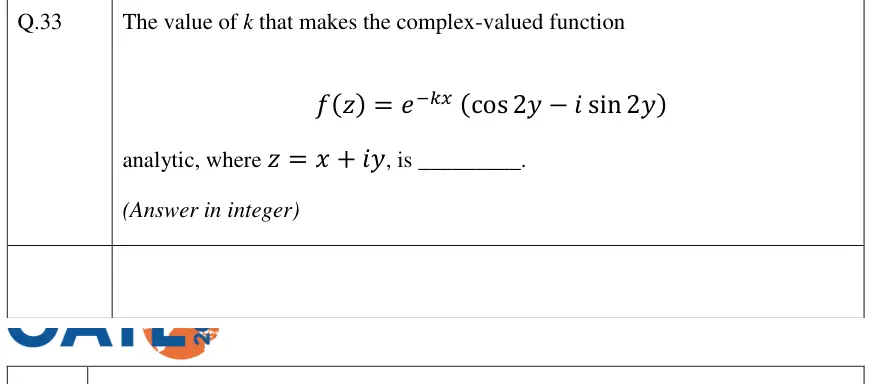 Q.33 The value of k that makes the complex-valued function
f(z) = e^{-kx} (cos 2y − i sin 2y)
analytic, where z = x + iy, is __________.
(Answer in integer)